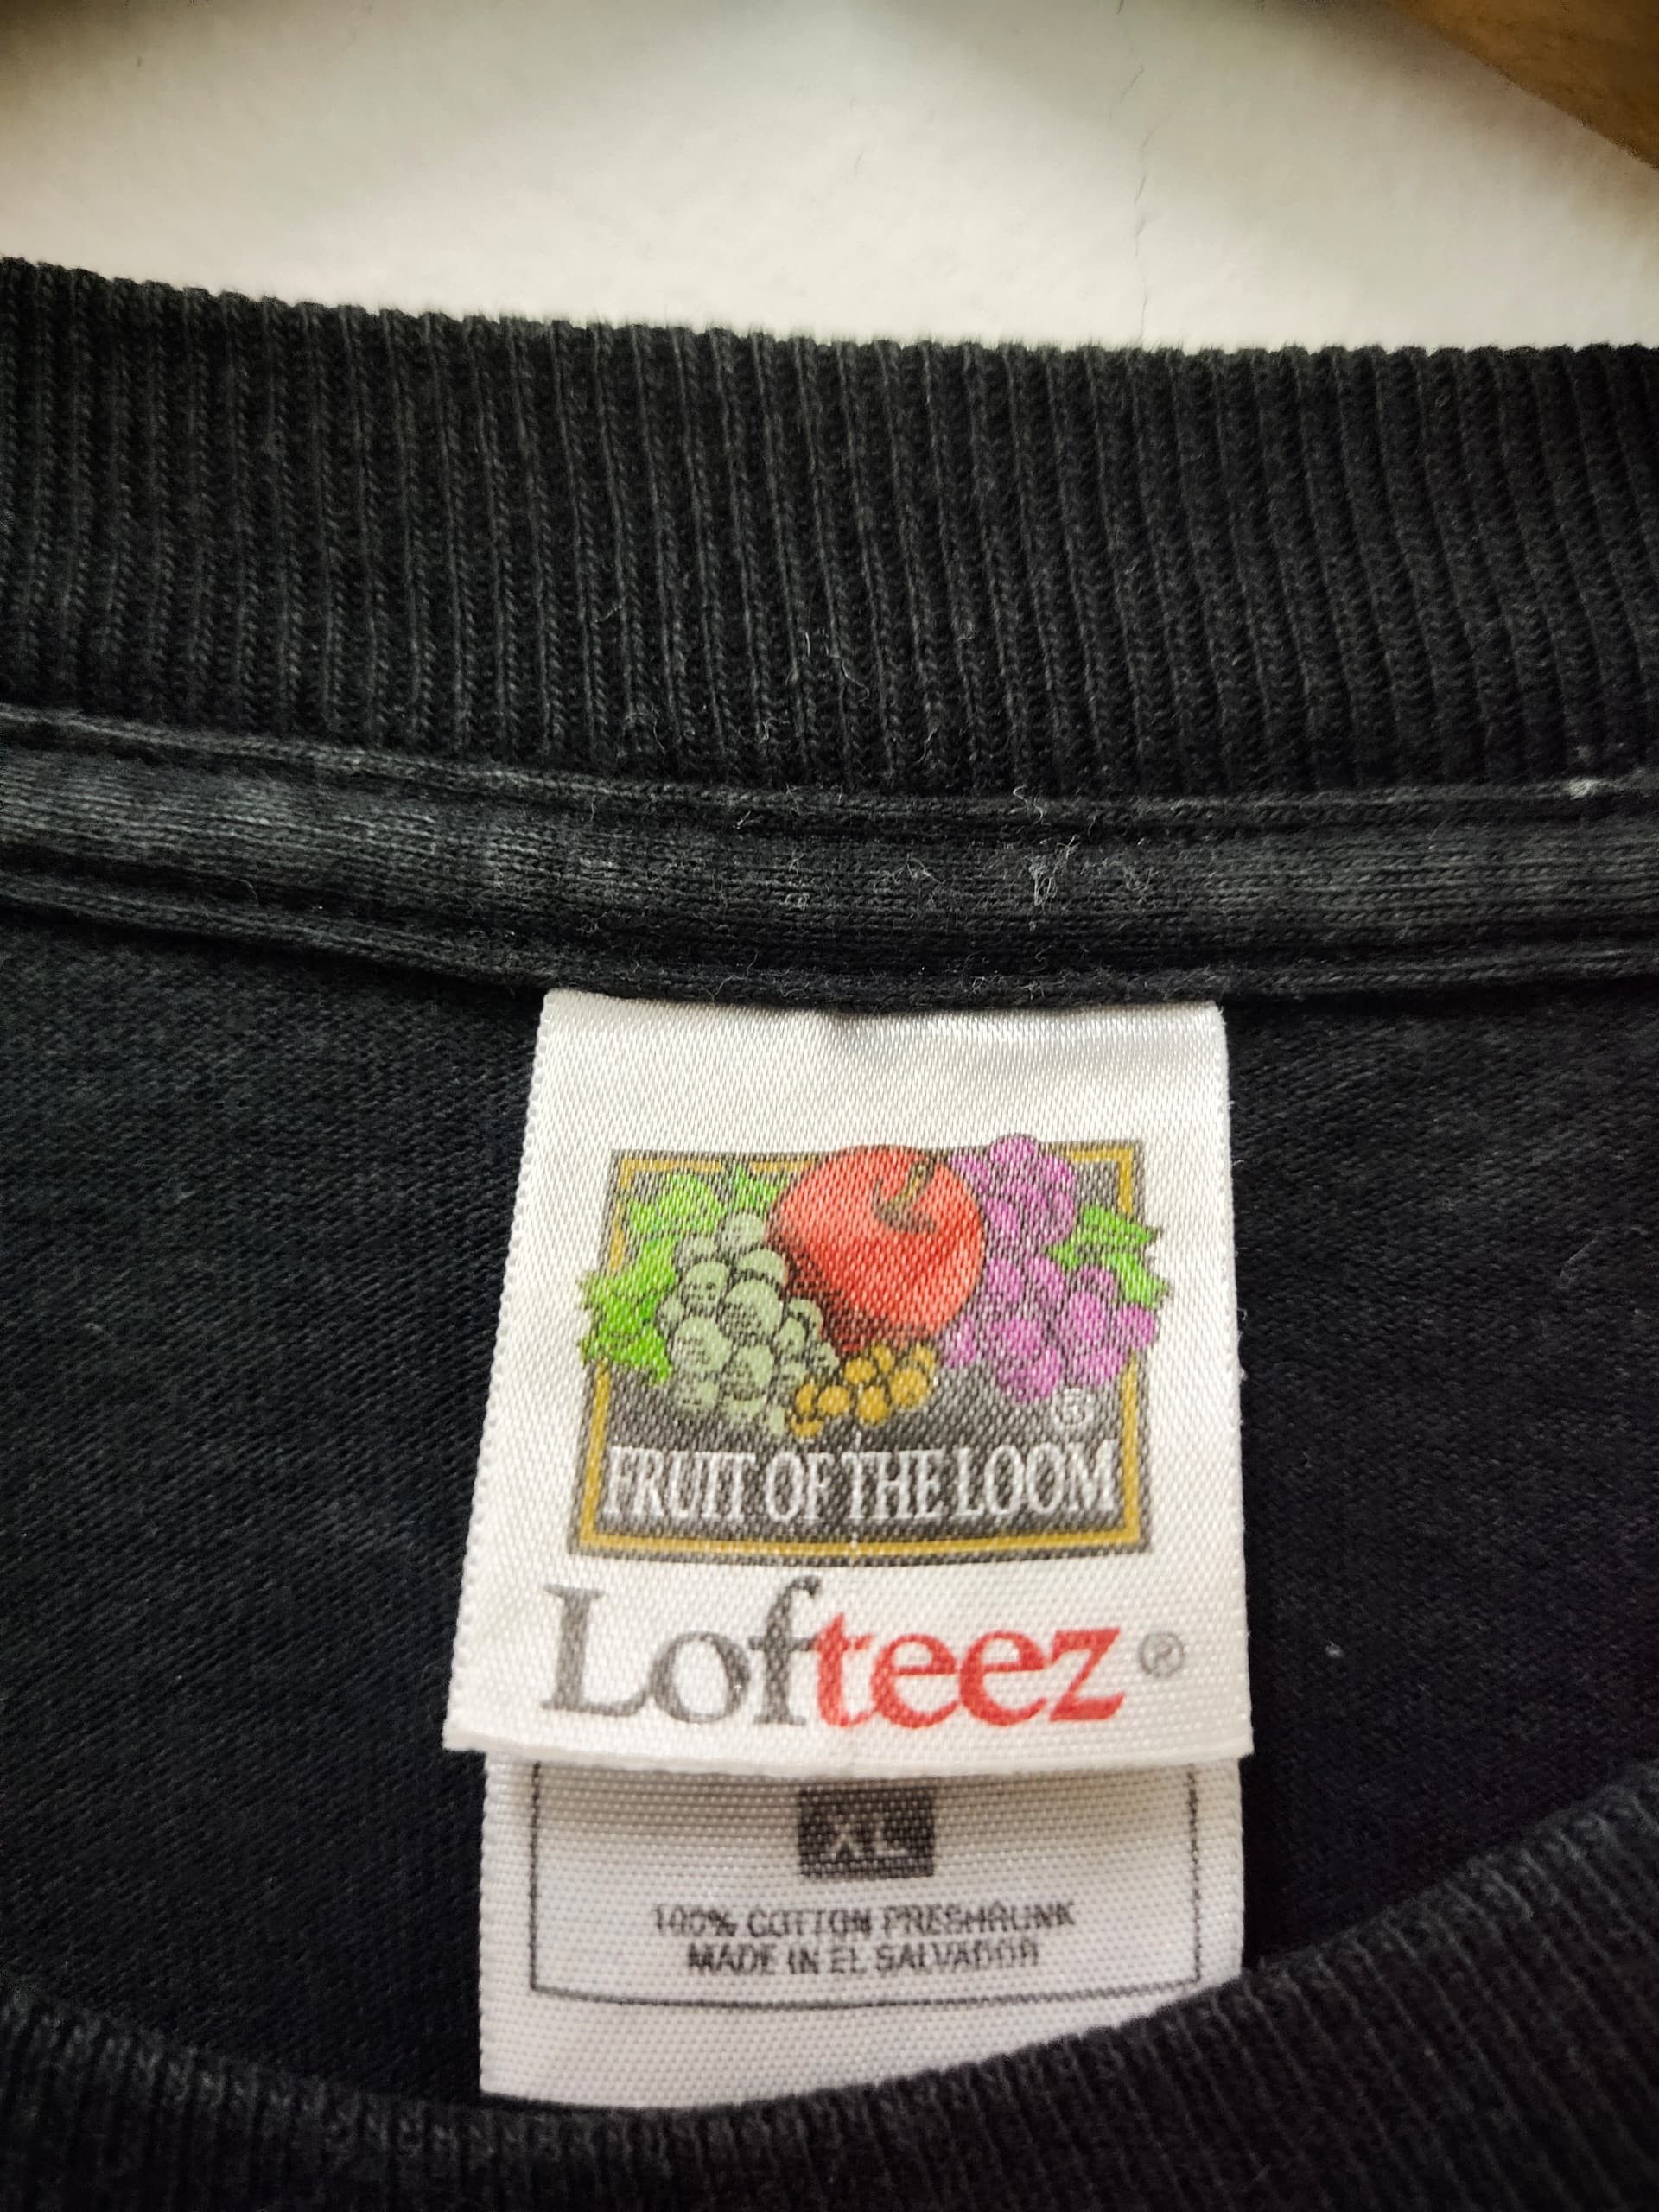 ®
FRUIT OF THE LOOM
Lofteez ®
XL
100% COTTON PRESHRUNK
MADE IN EL SALVADOR